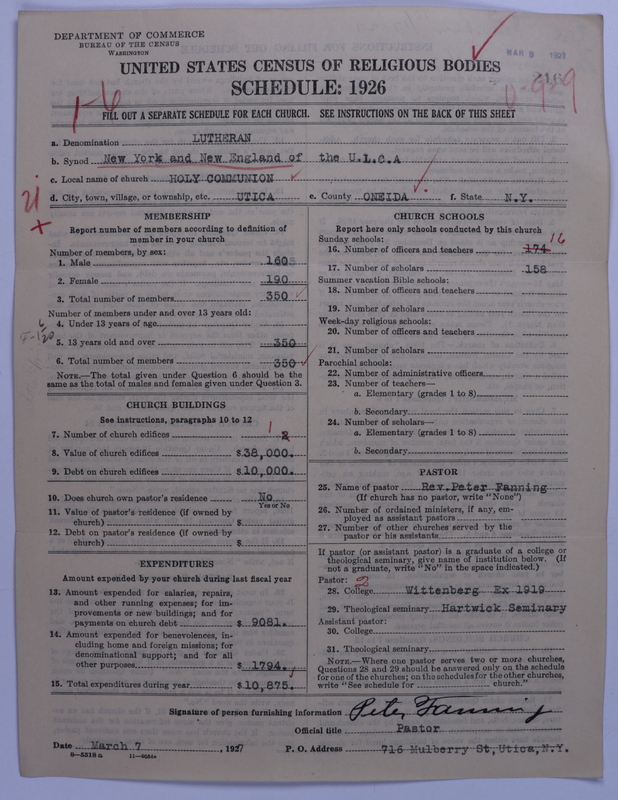 DEPARTMENT OF COMMERCE
BUREAU OF THE CENSUS
WASHINGTON
MAR 8 1927
UNITED STATES CENSUS OF RELIGIOUS BODIES
SCHEDULE: 1926
1-6
FILL OUT A SEPARATE SCHEDULE FOR EACH CHURCH. SEE INSTRUCTIONS ON THE BACK OF THIS SHEET
a. Denomination LUTHERAN
b. Synod New York and New England of the U.L.C.A
c. Local name of church HOLY COMMUNION
d. City, town, village, or township, etc. UTICA e. County ONEIDA. f. State N.Y.
MEMBERSHIP
Report number of members according to definition of
member in your church
Number of members, by sex:
1. Male 160
2. Female 190
3. Total number of members 350
Number of members under and over 13 years old:
4. Under 13 years of age
5. 13 years old and over 350
6. Total number of members 350
NOTE.—The total given under Question 6 should be the
same as the total of males and females given under Question 3.
CHURCH BUILDINGS
See instructions, paragraphs 10 to 12
7. Number of church edifices 1 2
8. Value of church edifices $38,000.
9. Debt on church edifices $10,000.
10. Does church own pastor's residence No
Yes or No
11. Value of pastor's residence (if owned by
church) $
12. Debt on pastor's residence (if owned by
church) $
EXPENDITURES
Amount expended by your church during last fiscal year
13. Amount expended for salaries, repairs,
and other running expenses; for im-
provements or new buildings; and for
payments on church debt $ 9081.
14. Amount expended for benevolences, in-
cluding home and foreign missions; for
denominational support; and for all
other purposes $ 1794.
15. Total expenditures during year $10,875.
CHURCH SCHOOLS
Report here only schools conducted by this church
Sunday schools:
16. Number of officers and teachers 174 16
17. Number of scholars 158
Summer vacation Bible schools:
18. Number of officers and teachers
19. Number of scholars
Week-day religious schools:
20. Number of officers and teachers
21. Number of scholars
Parochial schools:
22. Number of administrative officers
23. Number of teachers—
a. Elementary (grades 1 to 8)
b. Secondary
24. Number of scholars—
a. Elementary (grades 1 to 8)
b. Secondary
PASTOR
25. Name of pastor Rev. Peter Fanning
(If church has no pastor, write "None")
26. Number of ordained ministers, if any, em-
ployed as assistant pastors
27. Number of other churches served by the
pastor or his assistants
If pastor (or assistant pastor) is a graduate of a college or
theological seminary, give name of institution below. (If
not a graduate, write "No" in the space indicated.)
Pastor: 2
28. College Wittenberg Ex 1919
29. Theological seminary Hartwick Seminary
Assistant pastor:
30. College
31. Theological seminary
NOTE.—Where one pastor serves two or more churches,
Questions 28 and 29 should be answered only on the schedule
for one of the churches; on the schedules for the other churches,
write "See schedule for church."
Signature of person furnishing information Peter Fanning
Official title Pastor
Date March 7, 1927 P. O. Address 716 Mulberry St, Utica, N.Y.